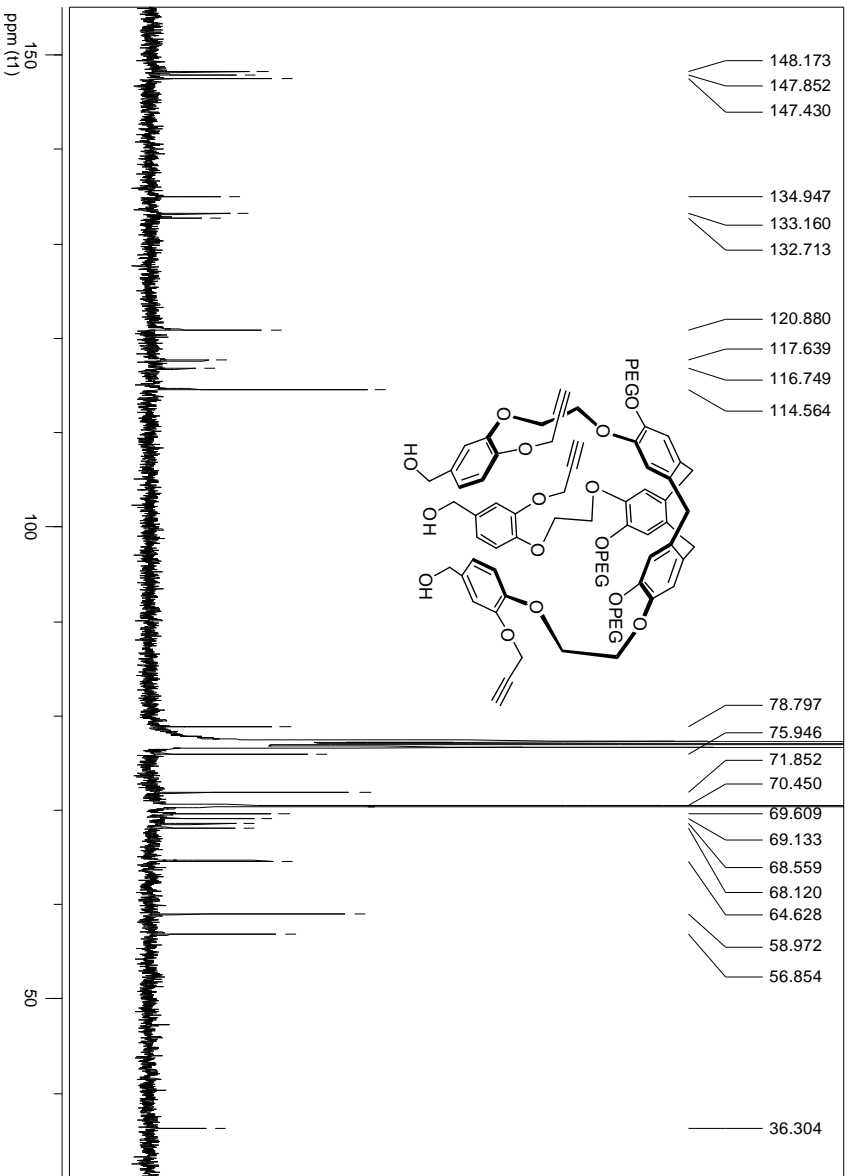 148.173
147.852
147.430
134.947
133.160
132.713
120.880
117.639
116.749
114.564
78.797
75.946
71.852
70.450
69.609
69.133
68.559
68.120
64.628
58.972
56.854
36.304
PEGO
O
O
O
HO
O
O
O
OPEG
OH
OPEG
O
O
O
OH
150
100
50
ppm (t1)